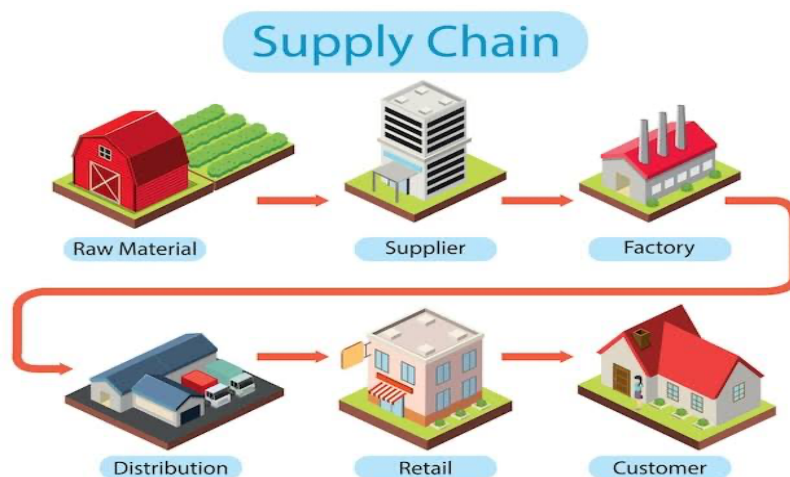 Supply Chain
Raw Material
Supplier
Factory
Distribution
Retail
Customer